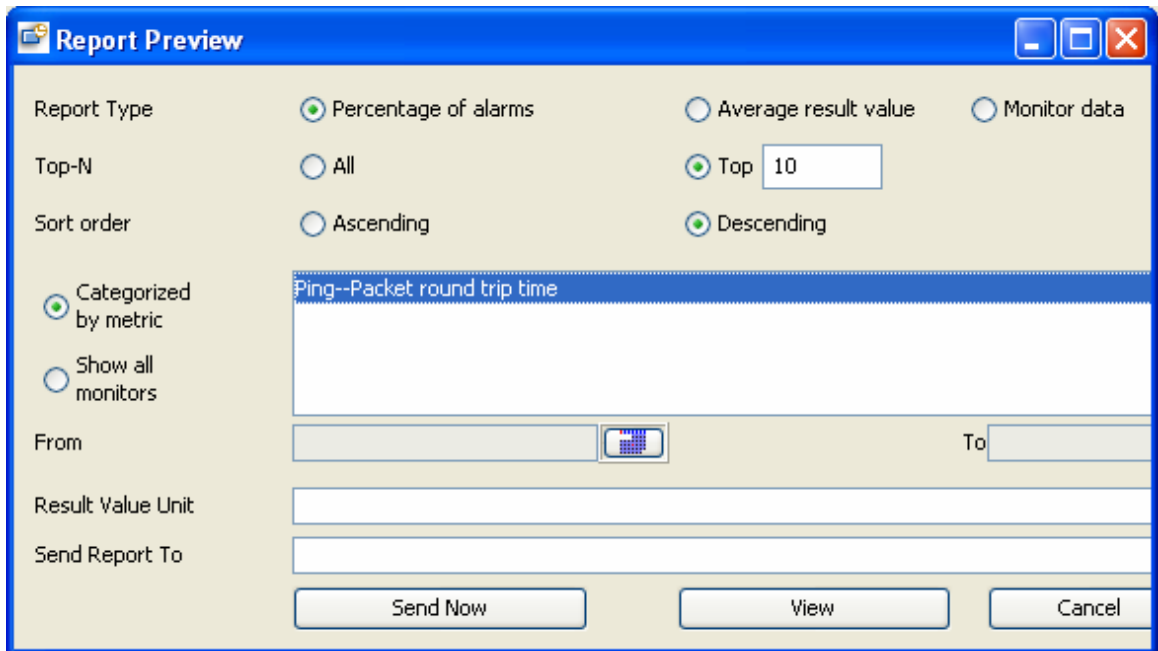 Report Preview
Report Type Percentage of alarms Average result value Monitor data
Top-N All Top 10
Sort order Ascending Descending
Categorized
by metric
Ping--Packet round trip time
Show all
monitors
From To
Result Value Unit
Send Report To
Send Now View Cancel